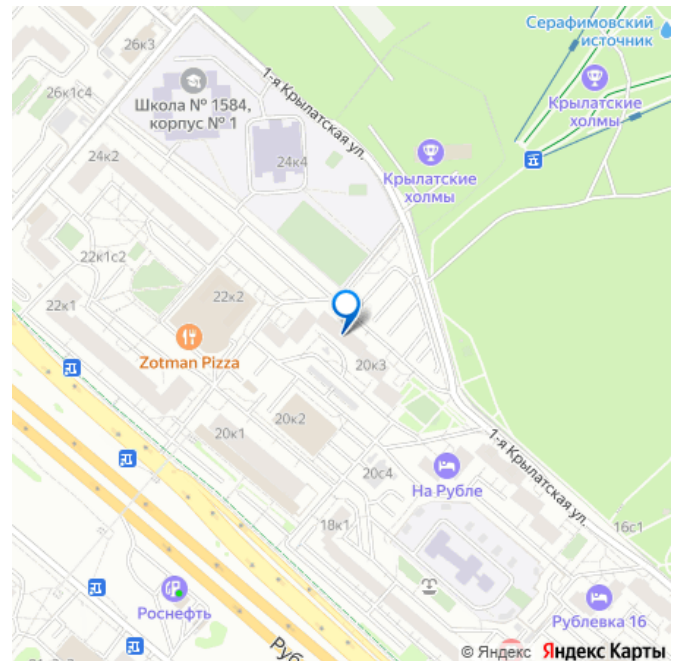 26к3
Серафимовский
источник
26к1с4
Школа № 1584,
корпус № 1
1-я Крылатская ул.
Крылатские
холмы
24к2
24к4
Крылатские
холмы
22к1с2
22к2
22к1
Zotman Pizza
20к3
20к2
20к1
1-я Крылатская ул.
20с4
На Рубле
18к1
16с1
Роснефть
Рублевка 16
Руб
© Яндекс Яндекс Карты